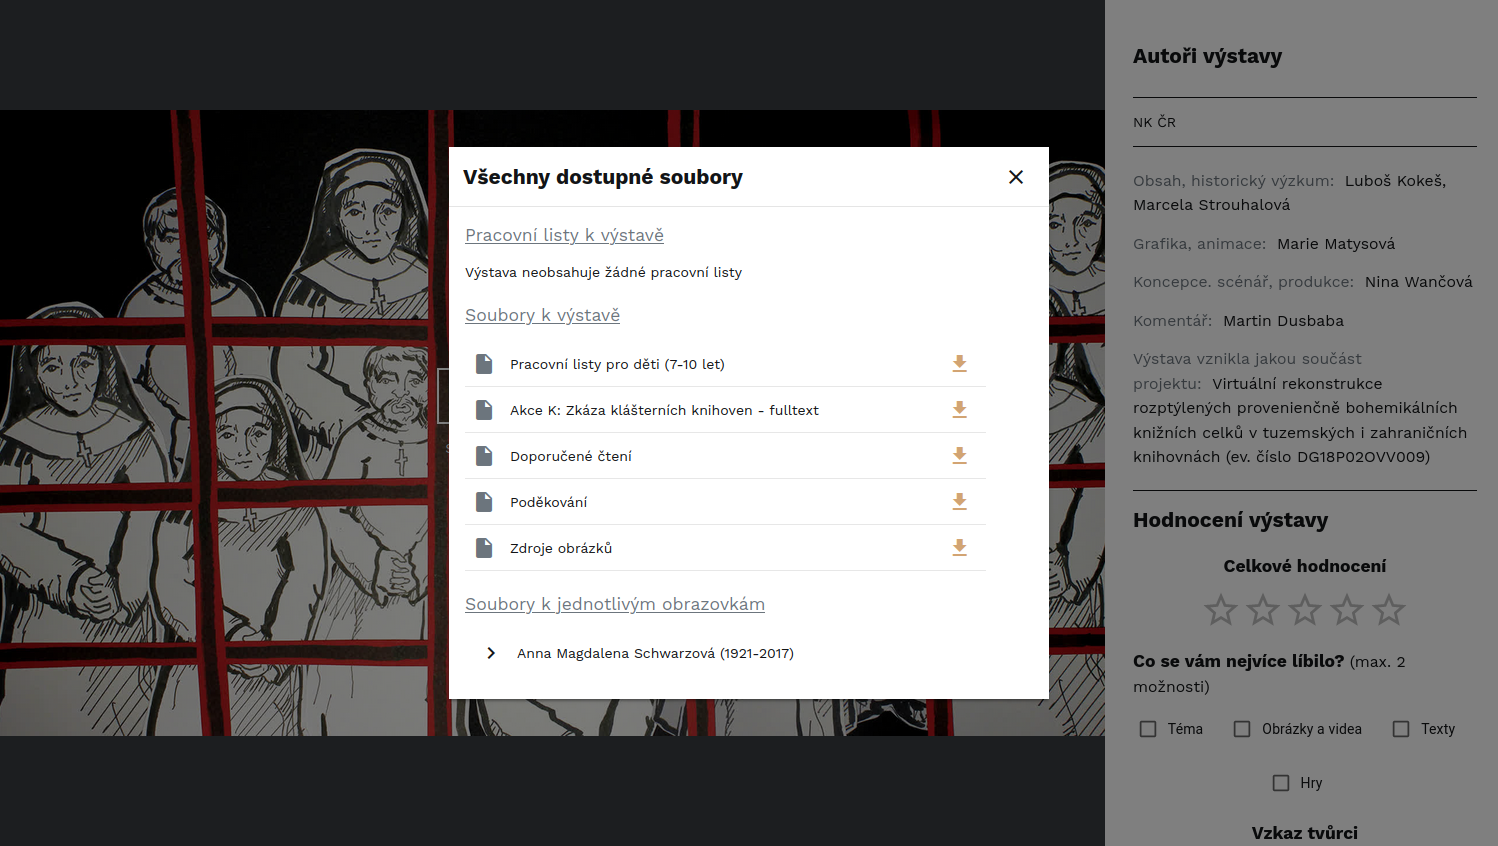 Všechny dostupné soubory
Pracovní listy k výstavě
Výstava neobsahuje žádné pracovní listy
Soubory k výstavě
Pracovní listy pro děti (7-10 let)
Akce K: Zkáza klášterních knihoven - fulltext
Doporučené čtení
Poděkování
Zdroje obrázků
Soubory k jednotlivým obrazovkám
Anna Magdalena Schwarzová (1921-2017)
Autoři výstavy
NK ČR
Obsah, historický výzkum: Luboš Kokeš,
Marcela Strouhalová
Grafika, animace: Marie Matysová
Koncepce. scénář, produkce: Nina Wančová
Komentář: Martin Dusbaba
Výstava vznikla jakou součást
projektu: Virtuální rekonstrukce
rozptýlených provenienčně bohemikálních
knižních celků v tuzemských i zahraničních
knihovnách (ev. číslo DG18P02OVV009)
Hodnocení výstavy
Celkové hodnocení
Co se vám nejvíce líbilo? (max. 2
možnosti)
Téma
Obrázky a videa
Texty
Hry
Vzkaz tvůrci